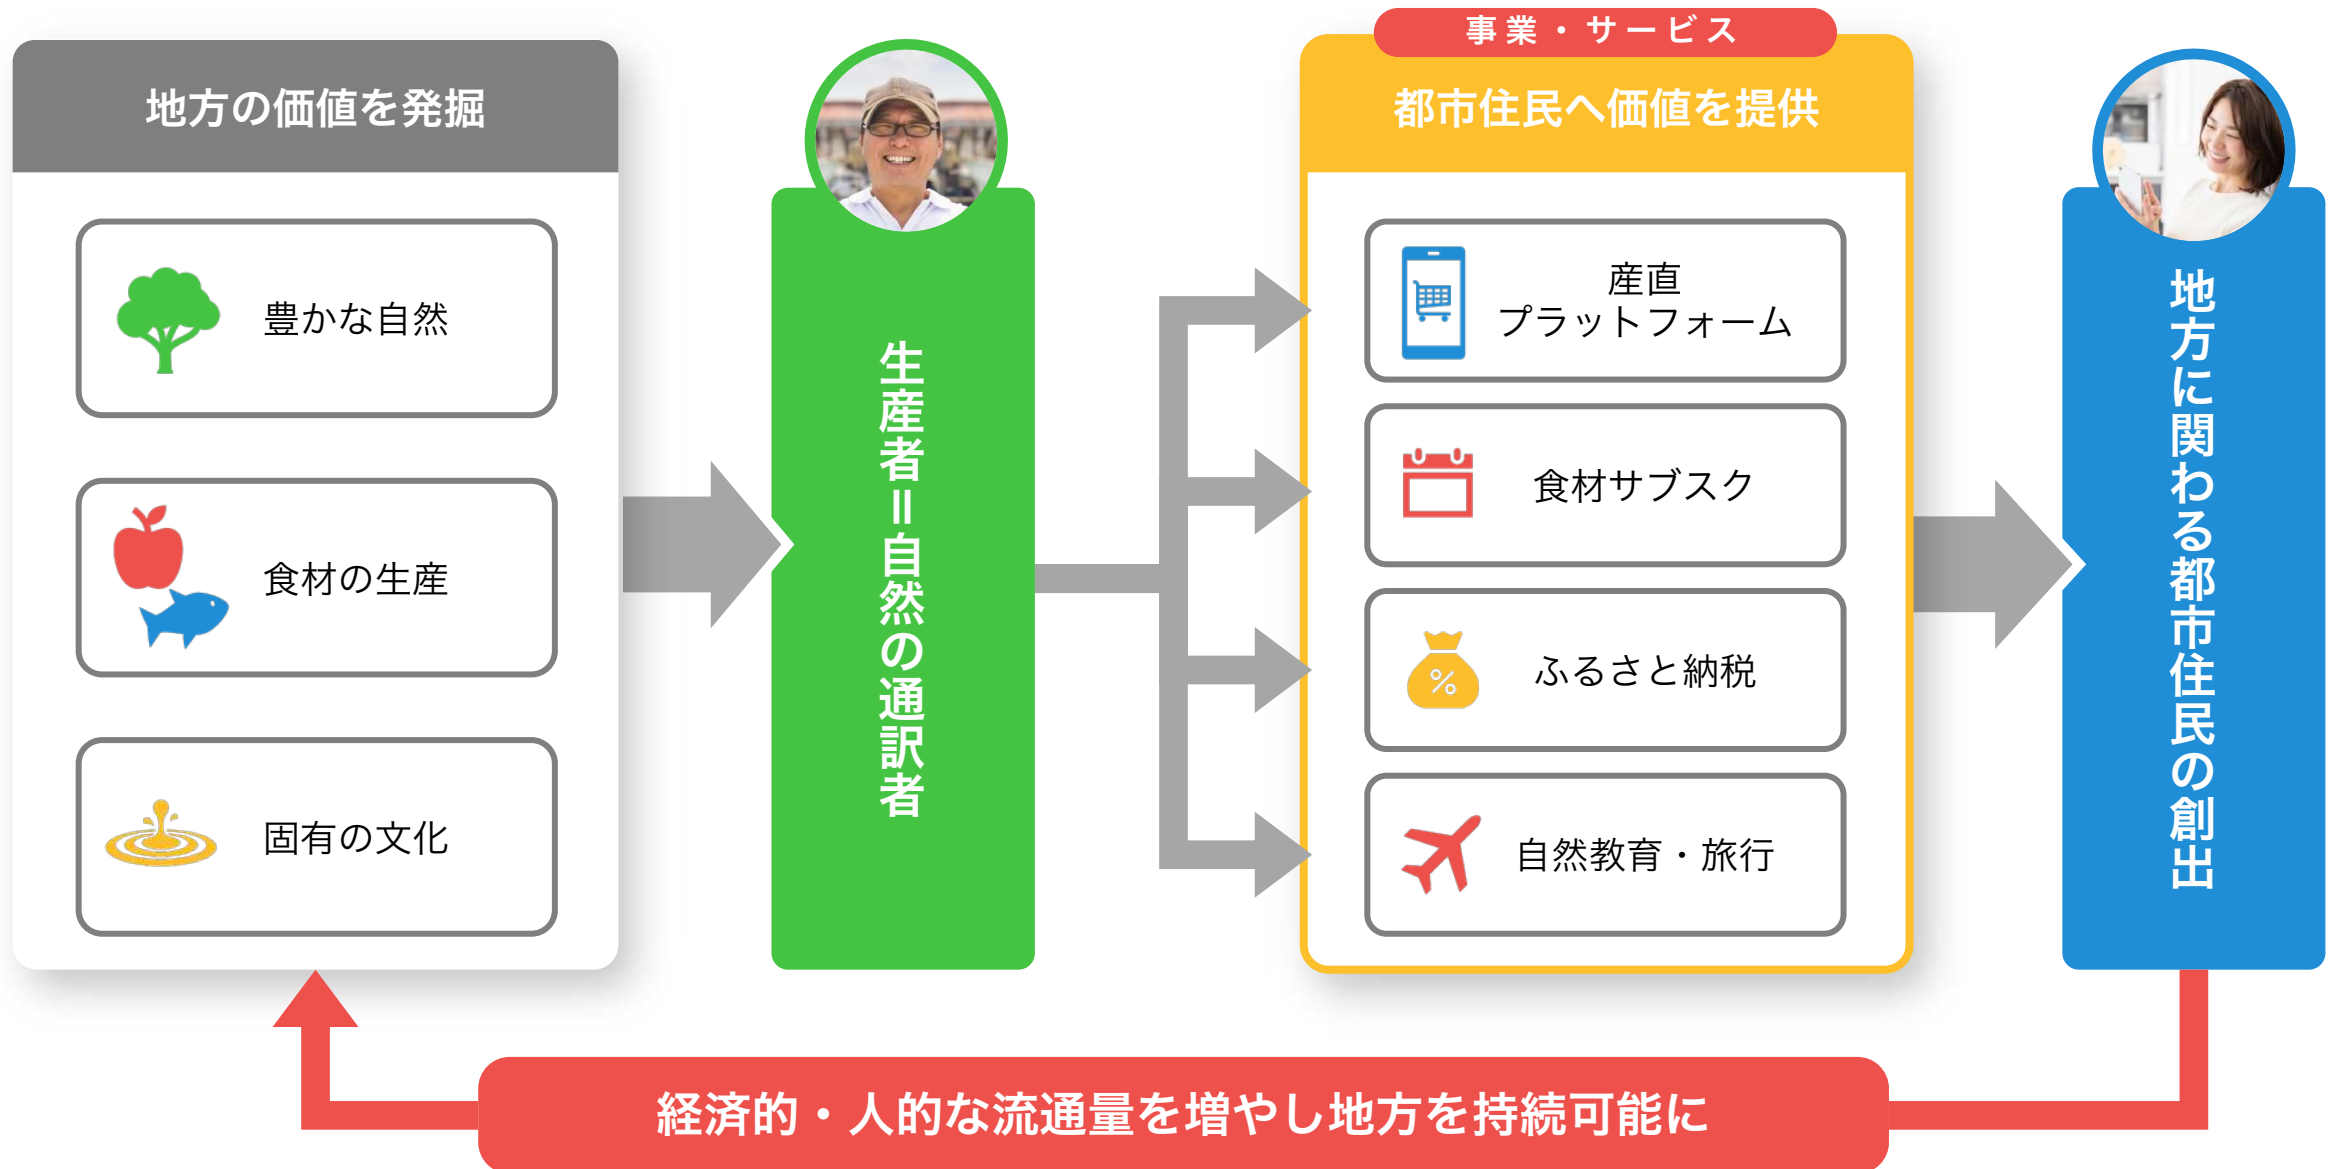 地方の価値を発掘
豊かな自然
食材の生産
固有の文化
生産者＝自然の通訳者
事業・サービス
都市住民へ価値を提供
産直
プラットフォーム
食材サブスク
ふるさと納税
自然教育・旅行
地方に関わる都市住民の創出
経済的・人的な流通量を増やし地方を持続可能に